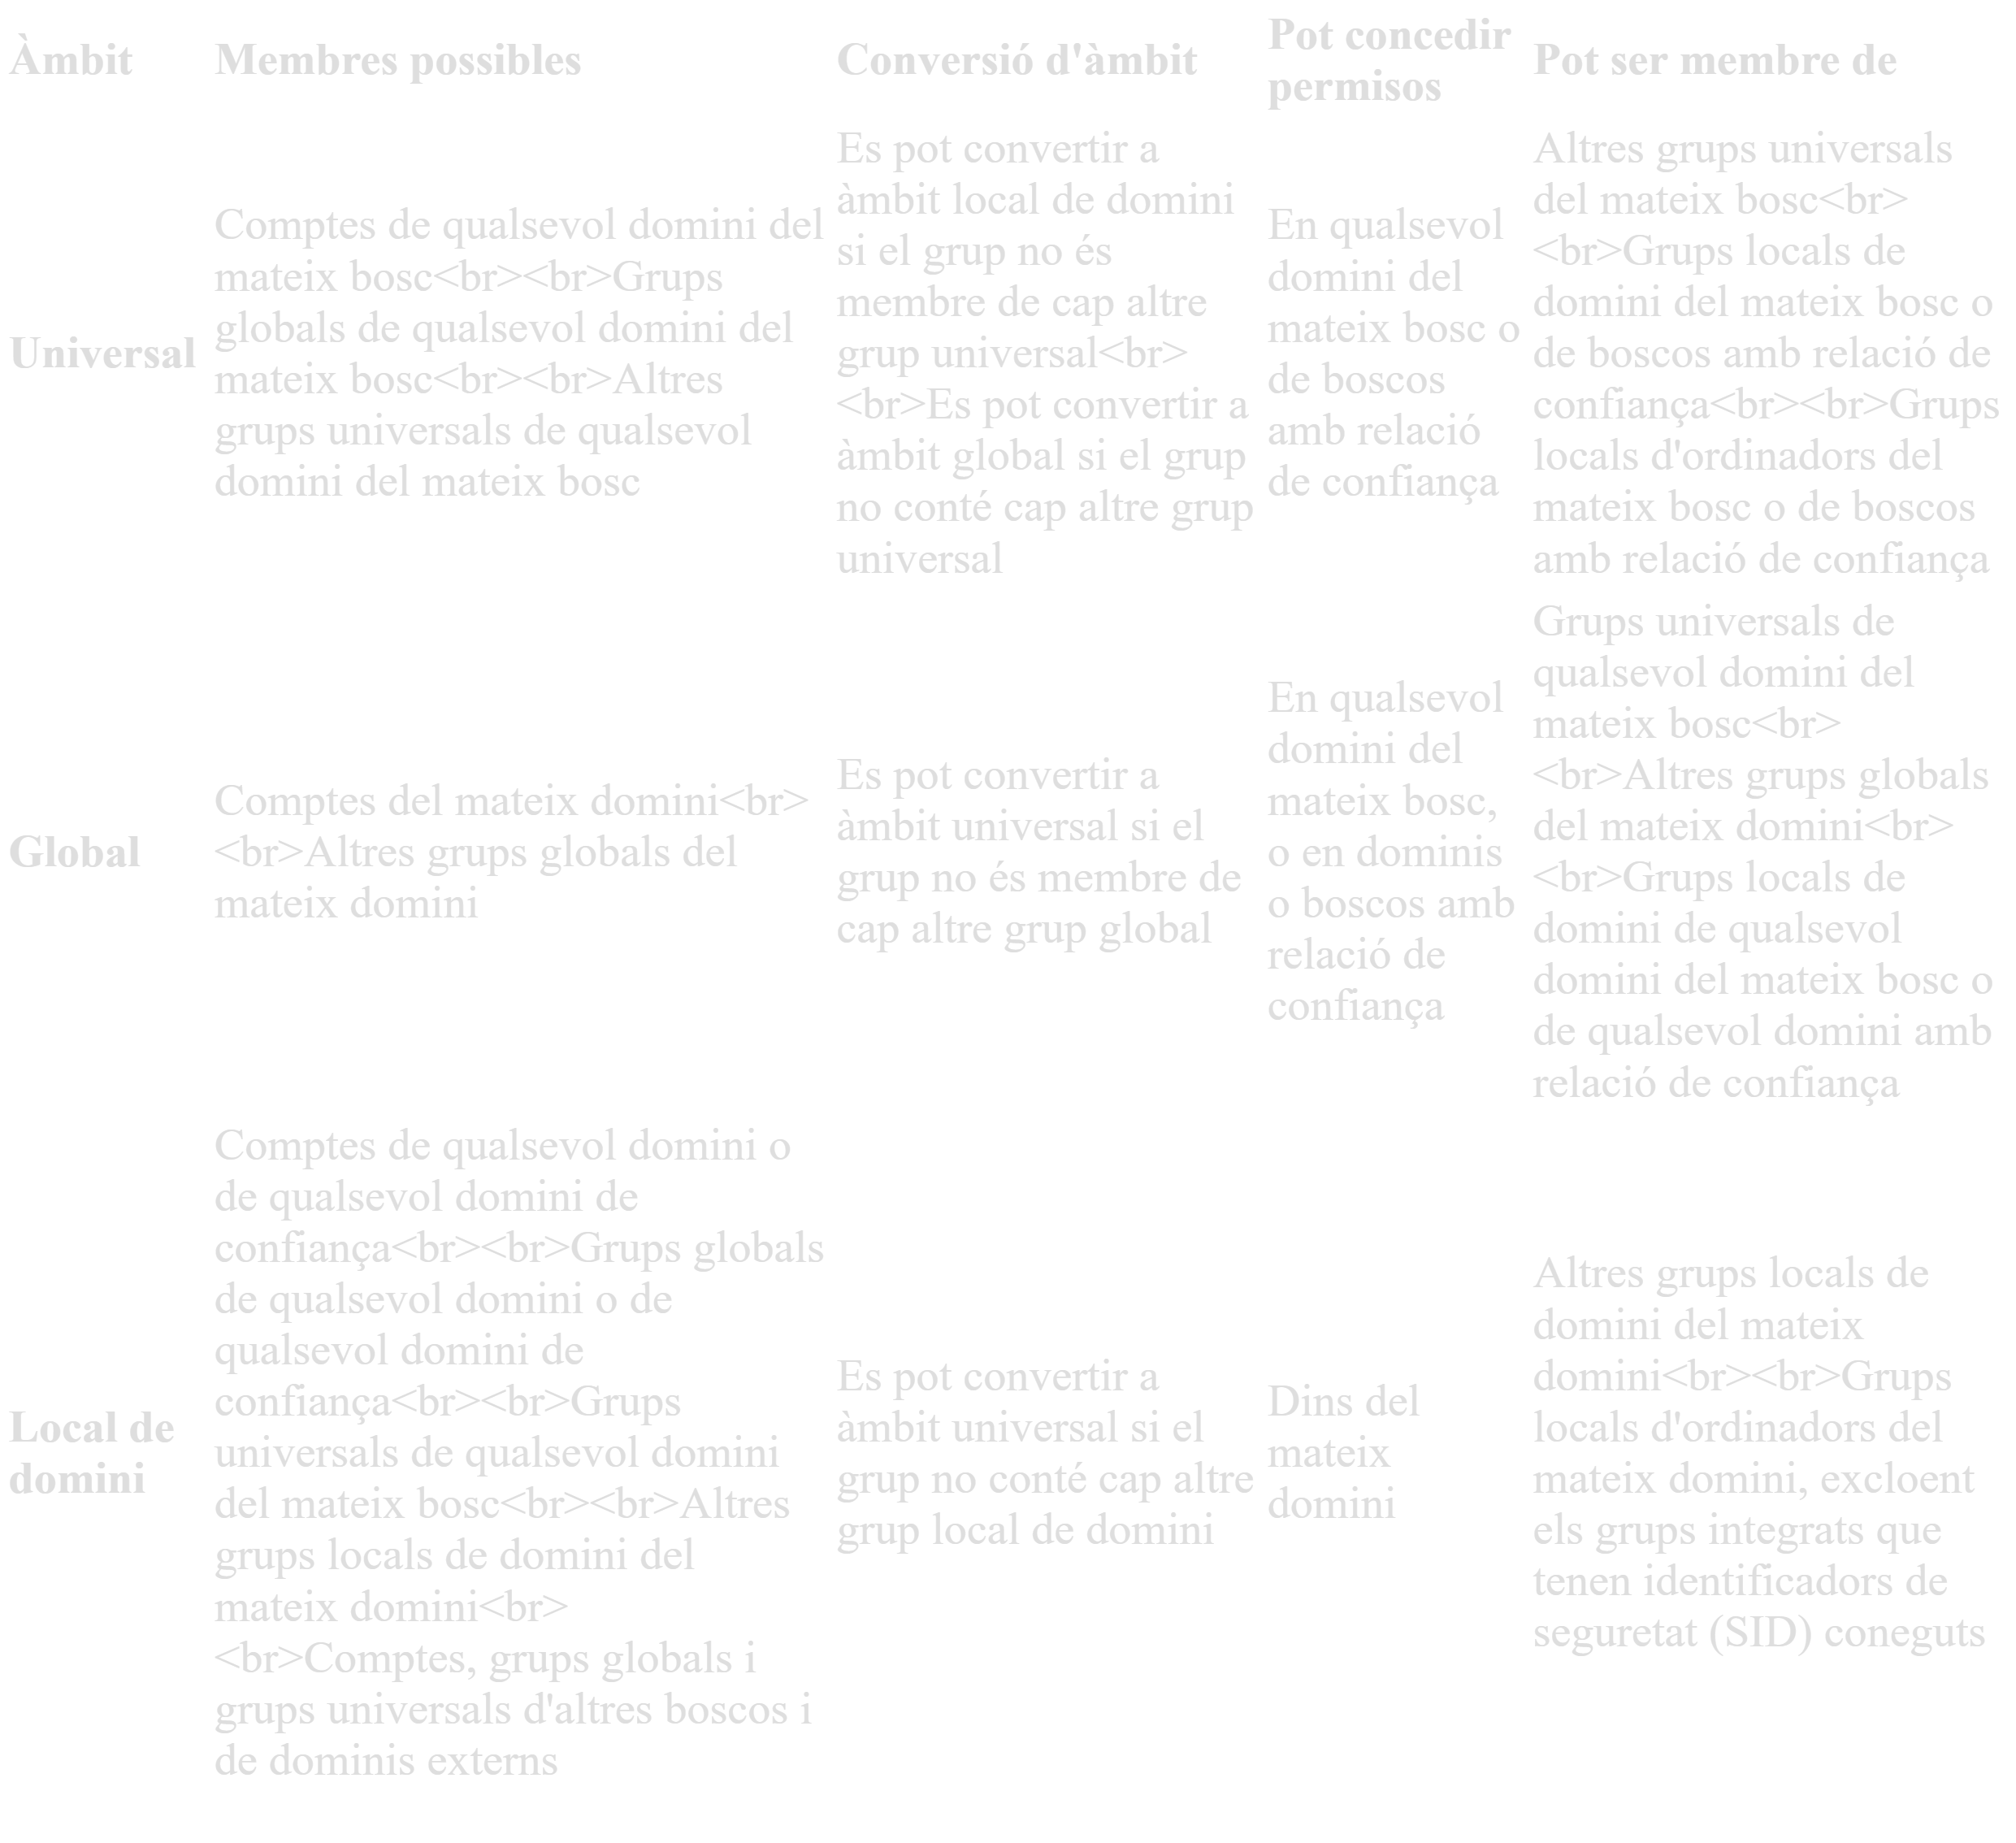 Àmbit
Membres possibles
Conversió d'àmbit
Pot concedir
permisos
Pot ser membre de
Universal
Comptes de qualsevol domini del
mateix bosc<br><br>Grups
globals de qualsevol domini del
mateix bosc<br><br>Altres
grups universals de qualsevol
domini del mateix bosc
Es pot convertir a
àmbit local de domini
si el grup no és
membre de cap altre
grup universal<br>
<br>Es pot convertir a
àmbit global si el grup
no conté cap altre grup
universal
En qualsevol
domini del
mateix bosc o
de boscos
amb relació
de confiança
Altres grups universals
del mateix bosc<br>
<br>Grups locals de
domini del mateix bosc o
de boscos amb relació de
confiança<br><br>Grups
locals d'ordinadors del
mateix bosc o de boscos
amb relació de confiança
Global
Comptes del mateix domini<br>
<br>Altres grups globals del
mateix domini
Es pot convertir a
àmbit universal si el
grup no és membre de
cap altre grup global
En qualsevol
domini del
mateix bosc,
o en dominis
o boscos amb
relació de
confiança
Grups universals de
qualsevol domini del
mateix bosc<br>
<br>Altres grups globals
del mateix domini<br>
<br>Grups locals de
domini de qualsevol
domini del mateix bosc o
de qualsevol domini amb
relació de confiança
Local de
domini
Comptes de qualsevol domini o
de qualsevol domini de
confiança<br><br>Grups globals
de qualsevol domini o de
qualsevol domini de
confiança<br><br>Grups
universals de qualsevol domini
del mateix bosc<br><br>Altres
grups locals de domini del
mateix domini<br>
<br>Comptes, grups globals i
grups universals d'altres boscos i
de dominis externs
Es pot convertir a
àmbit universal si el
grup no conté cap altre
grup local de domini
Dins del
mateix
domini
Altres grups locals de
domini del mateix
domini<br><br>Grups
locals d'ordinadors del
mateix domini, excloent
els grups integrats que
tenen identificadors de
seguretat (SID) coneguts